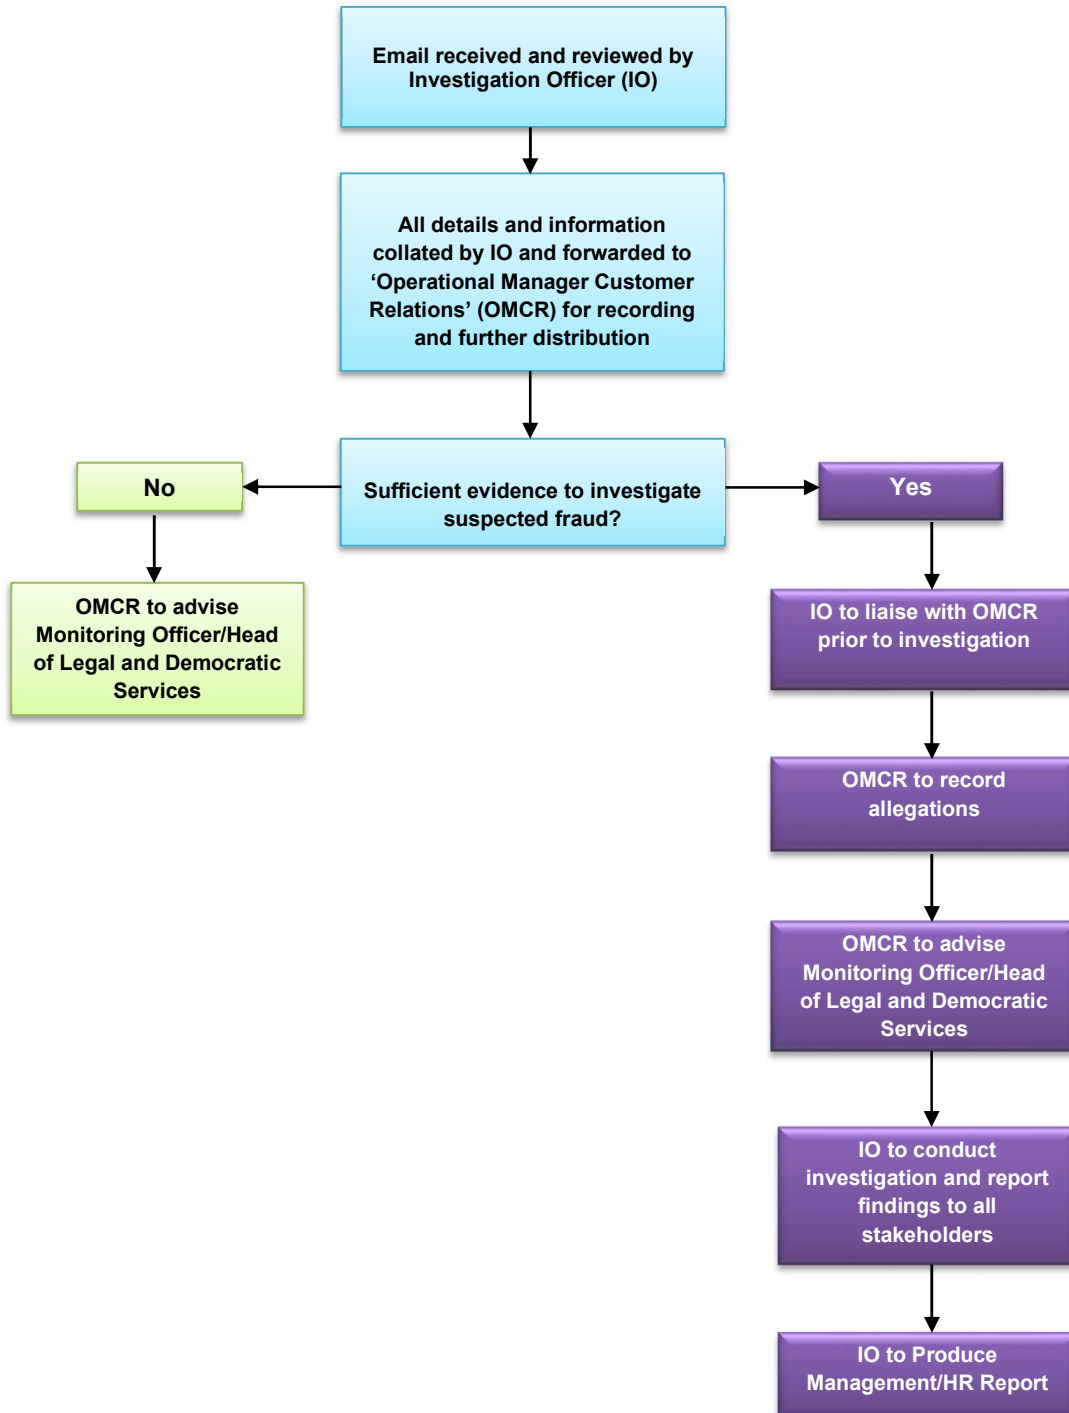 Email received and reviewed by
Investigation Officer (IO)
All details and information
collated by IO and forwarded to
‘Operational Manager Customer
Relations’ (OMCR) for recording
and further distribution
Sufficient evidence to investigate
suspected fraud?
No
Yes
OMCR to advise
Monitoring Officer/Head
of Legal and Democratic
Services
IO to liaise with OMCR
prior to investigation
OMCR to record
allegations
OMCR to advise
Monitoring Officer/Head
of Legal and Democratic
Services
IO to conduct
investigation and report
findings to all
stakeholders
IO to Produce
Management/HR Report